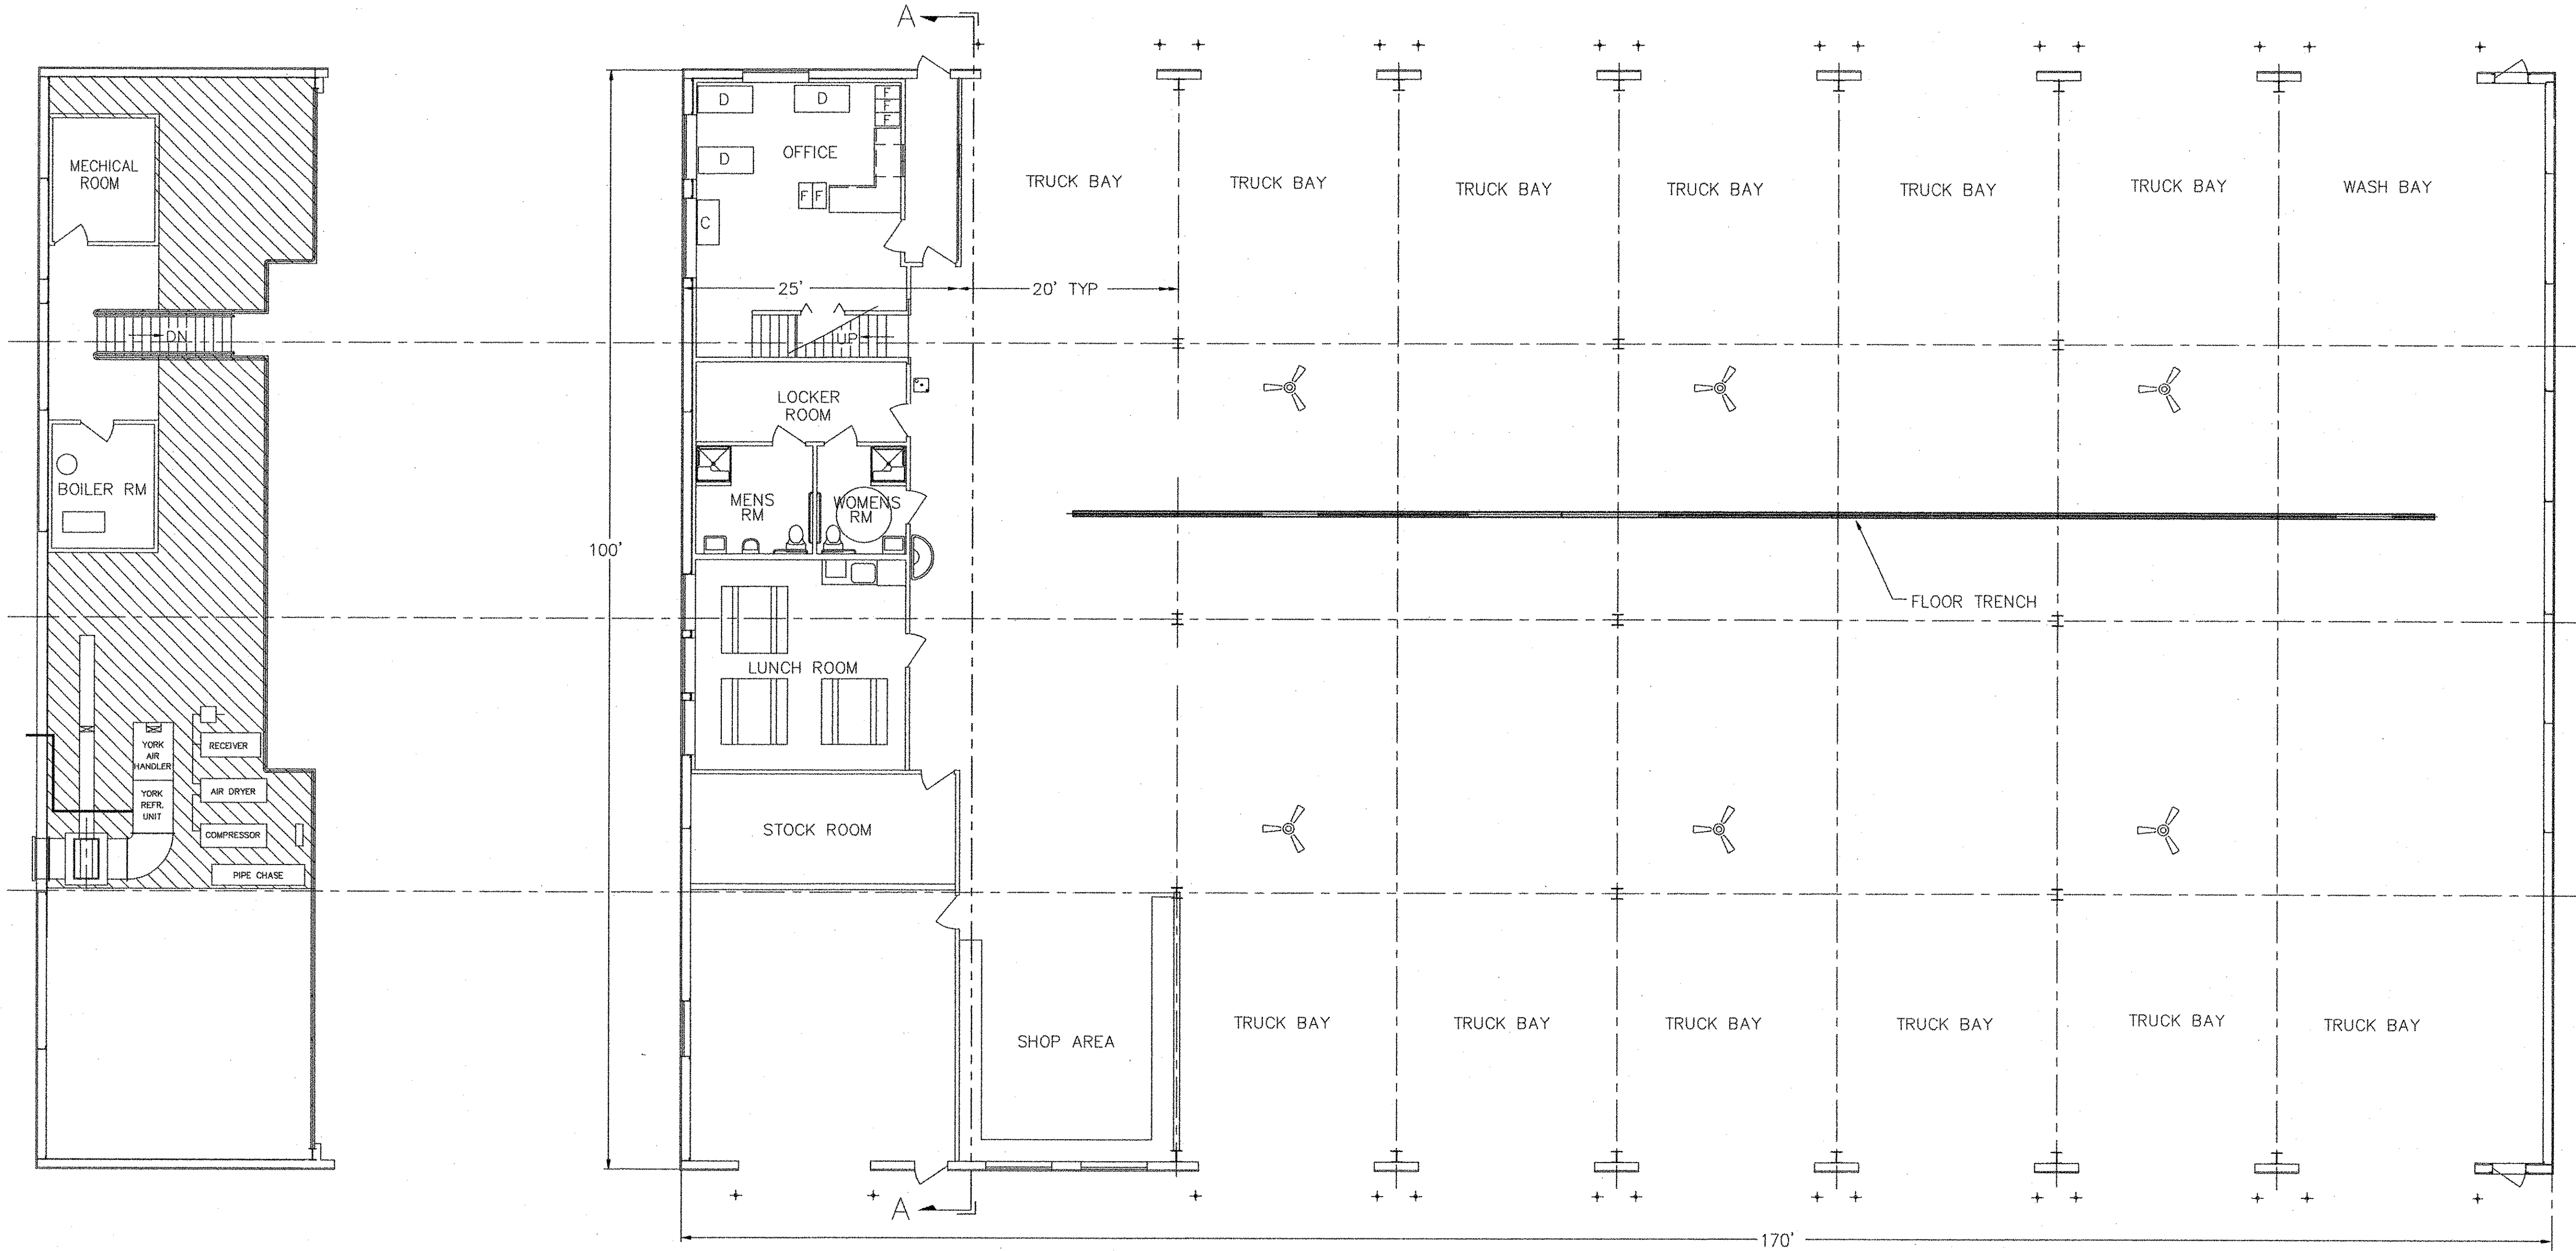 A
MECHICAL
ROOM
DN
BOILER RM
YORK
AIR
HANDLER
YORK
REFR.
UNIT
RECEIVER
AIR DRYER
COMPRESSOR
PIPE CHASE
100'
D
D
F
F
F
D
OFFICE
F F
C
25'
20' TYP
UP
LOCKER
ROOM
MENS
RM
WOMENS
RM
LUNCH ROOM
STOCK ROOM
SHOP AREA
TRUCK BAY
TRUCK BAY
TRUCK BAY
TRUCK BAY
TRUCK BAY
TRUCK BAY
WASH BAY
FLOOR TRENCH
TRUCK BAY
TRUCK BAY
TRUCK BAY
TRUCK BAY
TRUCK BAY
TRUCK BAY
A
170'